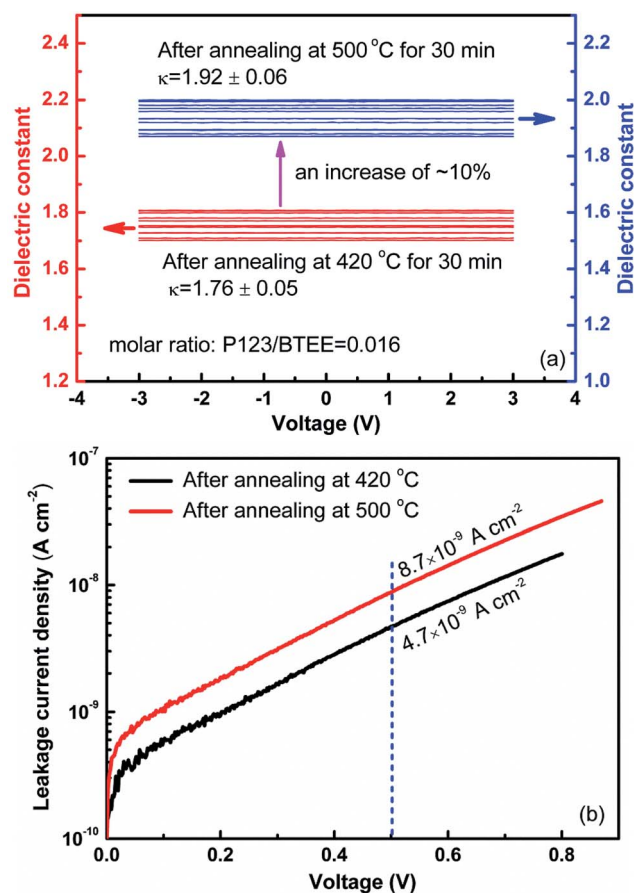 After annealing at 500 °C for 30 min
κ=1.92 ± 0.06
an increase of ~10%
After annealing at 420 °C for 30 min
κ=1.76 ± 0.05
molar ratio: P123/BTEE=0.016
(a)
Dielectric constant
2.4
2.2
2.0
1.8
1.6
1.4
1.2
Dielectric constant
2.2
2.0
1.8
1.6
1.4
1.2
1.0
-4 -3 -2 -1 0 1 2 3 4
Voltage (V)
After annealing at 420 °C
After annealing at 500 °C
8.7×10⁻⁹ A cm⁻²
4.7×10⁻⁹ A cm⁻²
(b)
Leakage current density (A cm⁻²)
10⁻⁷
10⁻⁸
10⁻⁹
10⁻¹⁰
0.0 0.2 0.4 0.6 0.8
Voltage (V)